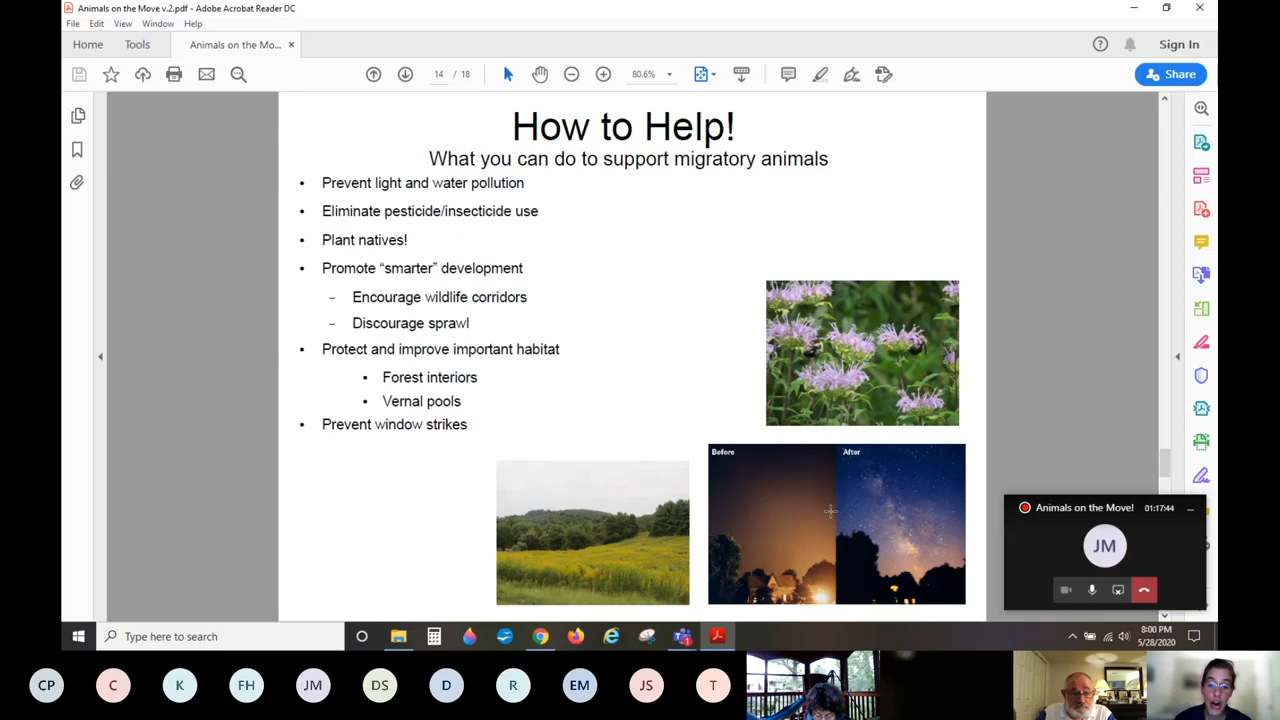 Animals on the Move v.2.pdf - Adobe Acrobat Reader DC
File Edit View Window Help
Home Tools Animals on the Mo... × Sign In
14 / 18 80.6% Share
How to Help!
What you can do to support migratory animals
• Prevent light and water pollution
• Eliminate pesticide/insecticide use
• Plant natives!
• Promote “smarter” development
– Encourage wildlife corridors
– Discourage sprawl
• Protect and improve important habitat
• Forest interiors
• Vernal pools
• Prevent window strikes
Before After
Animals on the Move! 01:17:44
JM
Type here to search
8:00 PM
5/28/2020
CP C K FH JM DS D R EM JS T